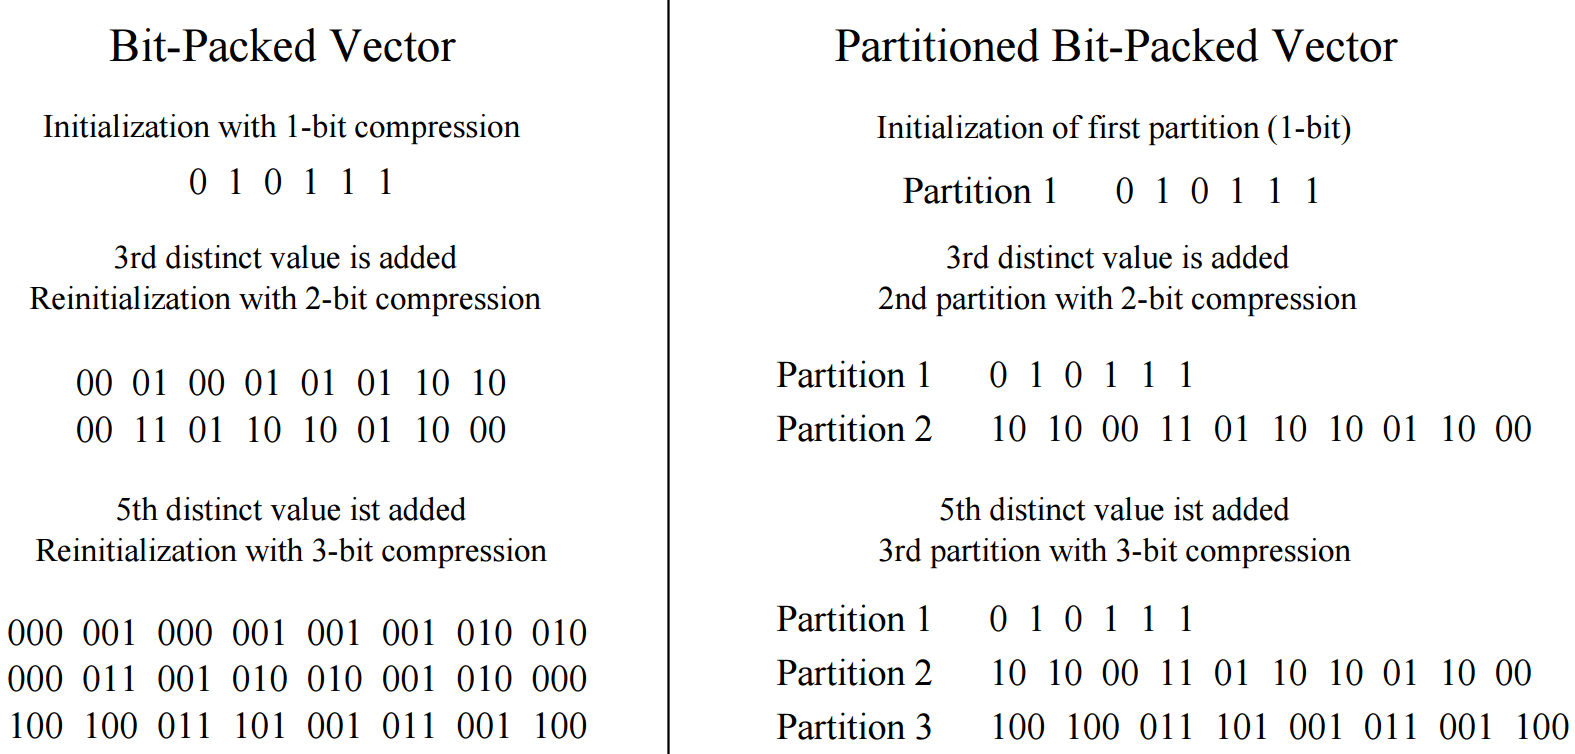 Bit-Packed Vector
Initialization with 1-bit compression
0 1 0 1 1 1
3rd distinct value is added
Reinitialization with 2-bit compression
00 01 00 01 01 01 10 10
00 11 01 10 10 01 10 00
5th distinct value ist added
Reinitialization with 3-bit compression
000 001 000 001 001 001 010 010
000 011 001 010 010 001 010 000
100 100 011 101 001 011 001 100
Partitioned Bit-Packed Vector
Initialization of first partition (1-bit)
Partition 1 0 1 0 1 1 1
3rd distinct value is added
2nd partition with 2-bit compression
Partition 1 0 1 0 1 1 1
Partition 2 10 10 00 11 01 10 10 01 10 00
5th distinct value ist added
3rd partition with 3-bit compression
Partition 1 0 1 0 1 1 1
Partition 2 10 10 00 11 01 10 10 01 10 00
Partition 3 100 100 011 101 001 011 001 100